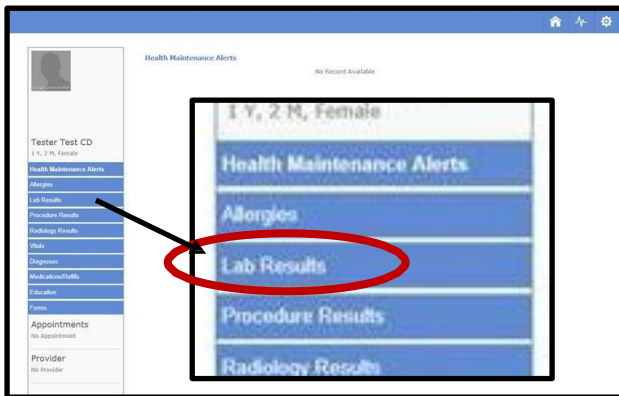 Health Maintenance Alerts
No Record Available
Tester Test CD
1 Y, 2 M, Female
Health Maintenance Alerts
Allergies
Lab Results
Procedure Results
Radiology Results
Vitals
Diagnoses
Medications/Refills
Education
Forms
Appointments
No Appointment
Provider
No Provider
1 Y, 2 M, Female
Health Maintenance Alerts
Allergies
Lab Results
Procedure Results
Radiology Results